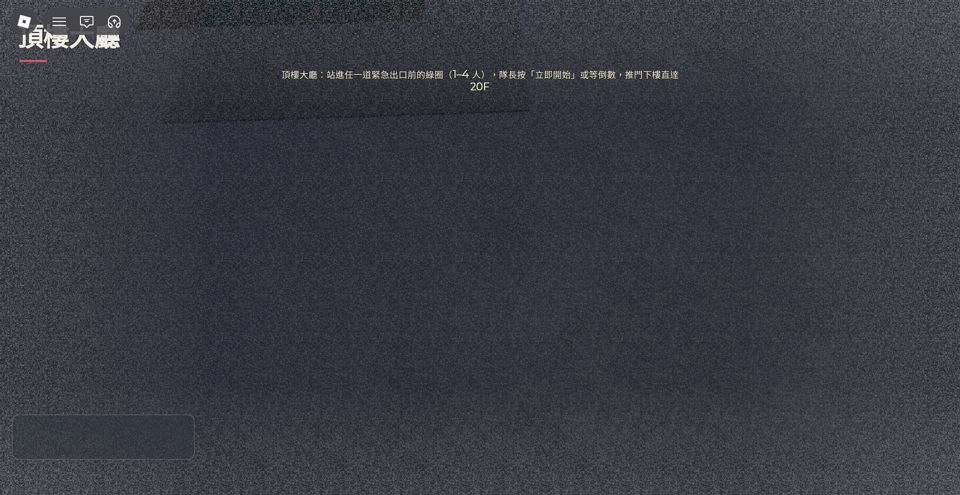 頂樓大廳
頂樓大廳：站進任一道緊急出口前的綠圈（1–4 人），隊長按「立即開始」或等倒數，推門下樓直達
20F